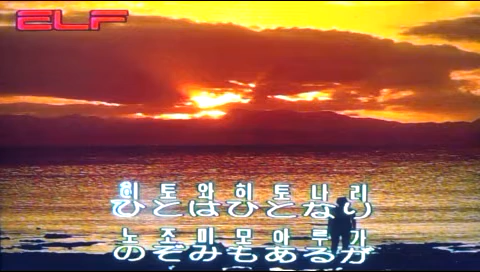 ELF
히토와히토나리
ひとはひとなり
노조미모아루가
のぞみもあるが